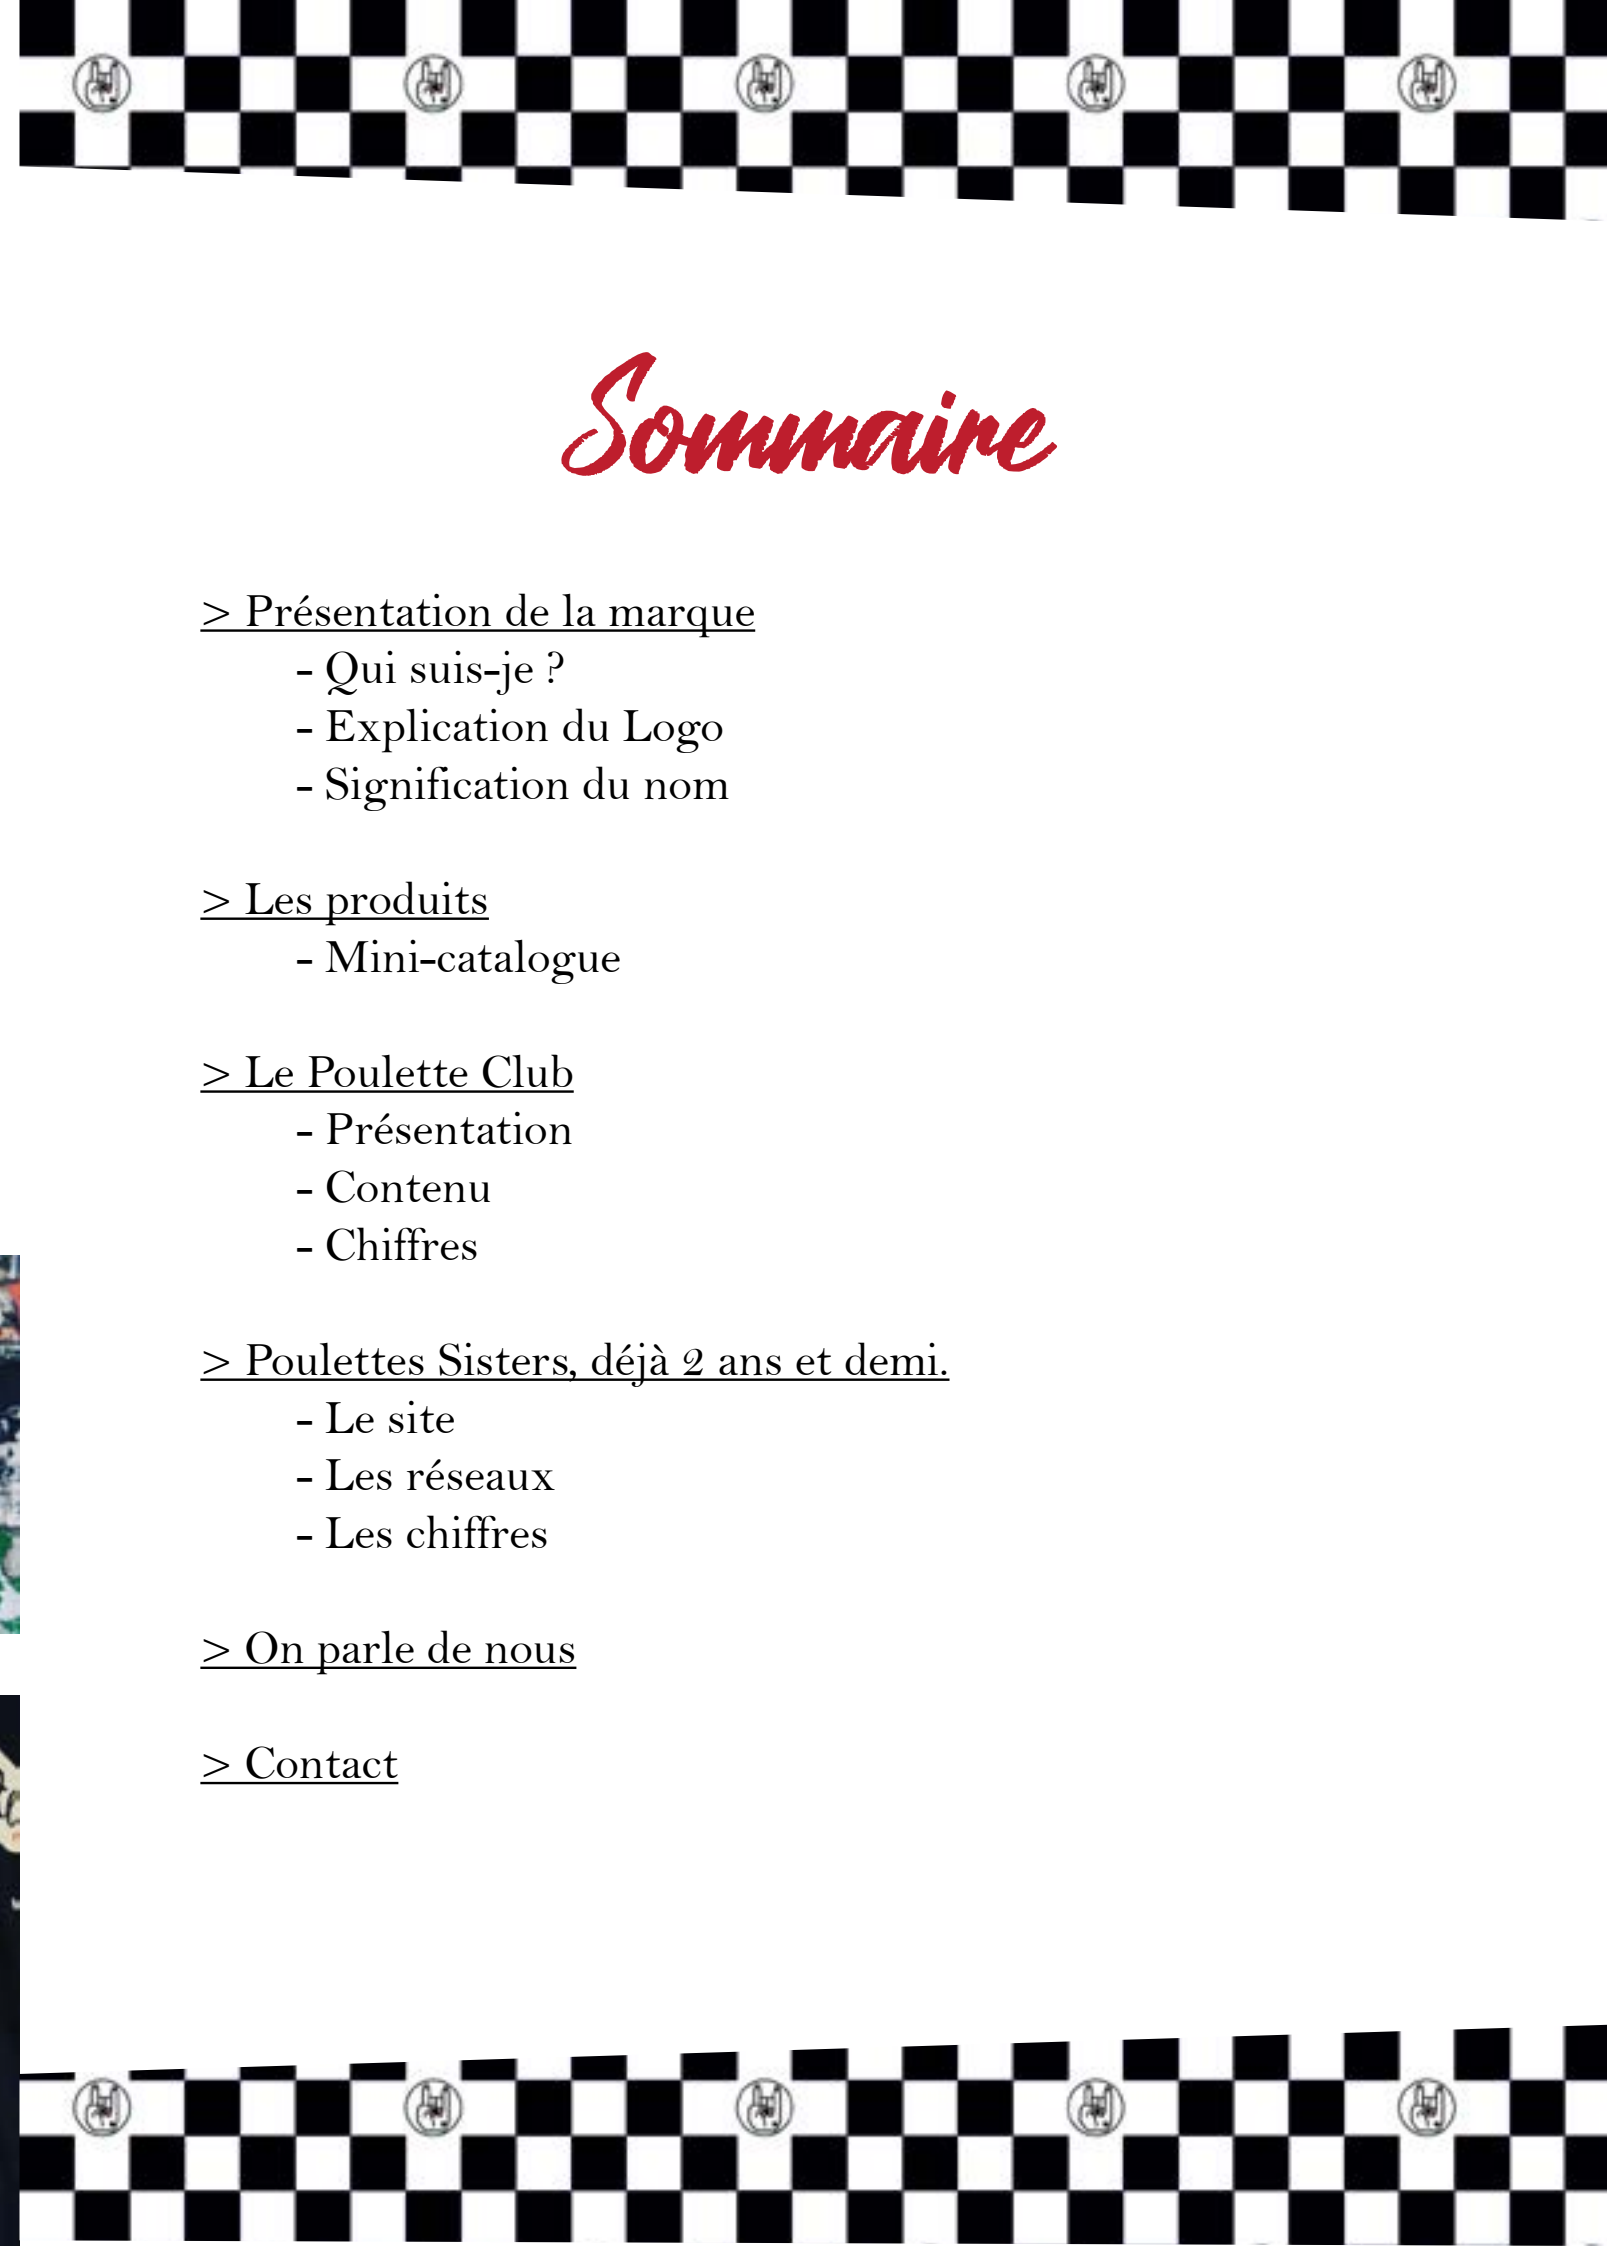 Sommaire
> Présentation de la marque
- Qui suis-je ?
- Explication du Logo
- Signification du nom
> Les produits
- Mini-catalogue
> Le Poulette Club
- Présentation
- Contenu
- Chiffres
> Poulettes Sisters, déjà 2 ans et demi.
- Le site
- Les réseaux
- Les chiffres
> On parle de nous
> Contact